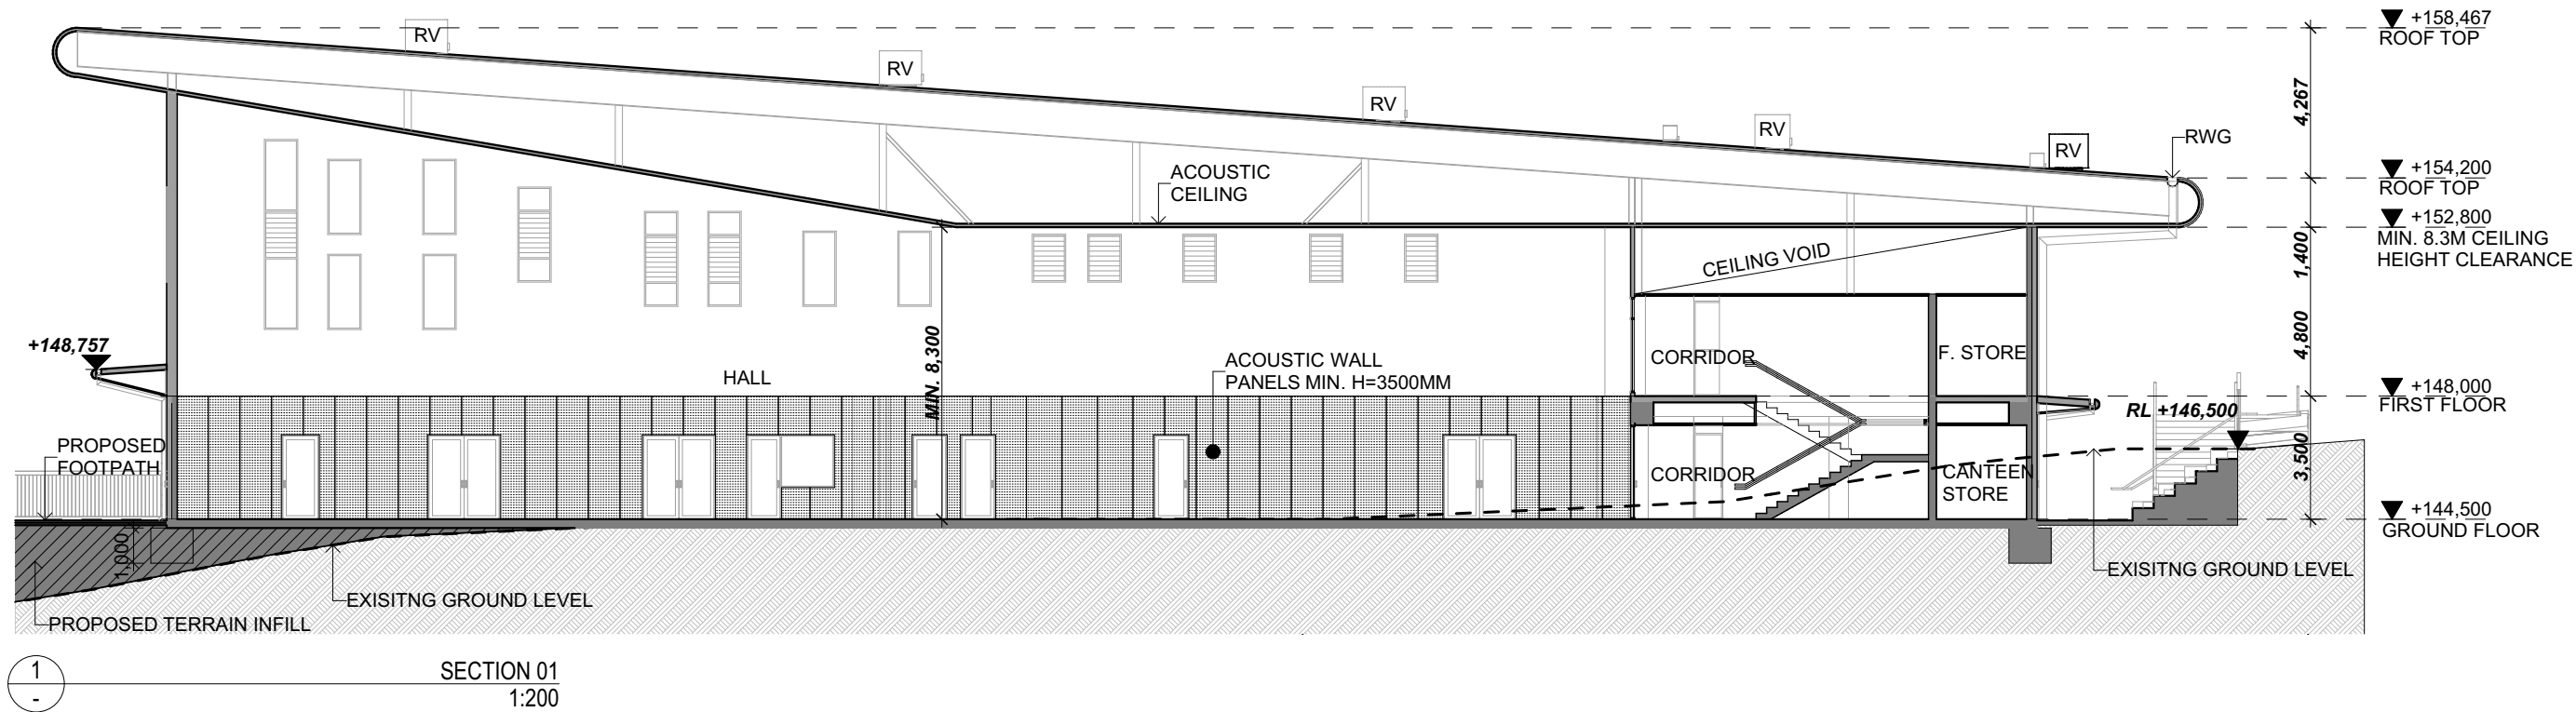 +158,467
ROOF TOP
RV
RV
RV
RV
RV
4,267
RWG
+154,200
ROOF TOP
ACOUSTIC
CEILING
+152,800
MIN. 8.3M CEILING
HEIGHT CLEARANCE
1,400
CEILING VOID
+148,757
MIN. 8,300
HALL
ACOUSTIC WALL
PANELS MIN. H=3500MM
CORRIDOR
F. STORE
4,800
+148,000
FIRST FLOOR
RL +146,500
PROPOSED
FOOTPATH
CORRIDOR
CANTEEN
STORE
3,500
+144,500
GROUND FLOOR
1,000
EXISITNG GROUND LEVEL
EXISITNG GROUND LEVEL
PROPOSED TERRAIN INFILL
1
-
SECTION 01
1:200